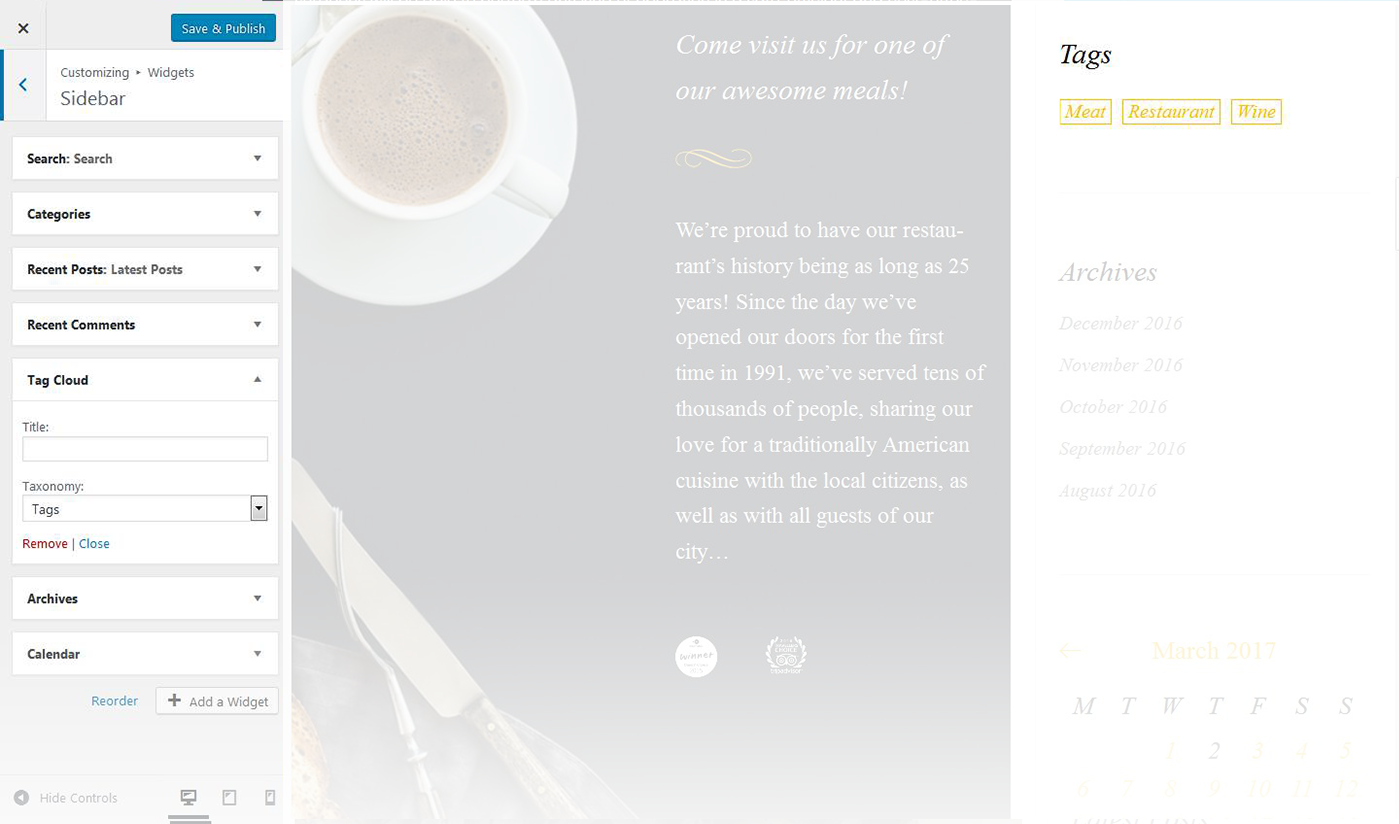 Save & Publish
Customizing ▸ Widgets
Sidebar
Search: Search
Categories
Recent Posts: Latest Posts
Recent Comments
Tag Cloud
Title:
Taxonomy:
Tags
Remove | Close
Archives
Calendar
Reorder
Add a Widget
Hide Controls
Come visit us for one of
our awesome meals!
We’re proud to have our restau-
rant’s history being as long as 25
years! Since the day we’ve
opened our doors for the first
time in 1991, we’ve served tens of
thousands of people, sharing our
love for a traditionally American
cuisine with the local citizens, as
well as with all guests of our
city…
winner
Tags
Meat Restaurant Wine
Archives
December 2016
November 2016
October 2016
September 2016
August 2016
← March 2017
M T W T F S S
1 2 3 4 5
6 7 8 9 10 11 12